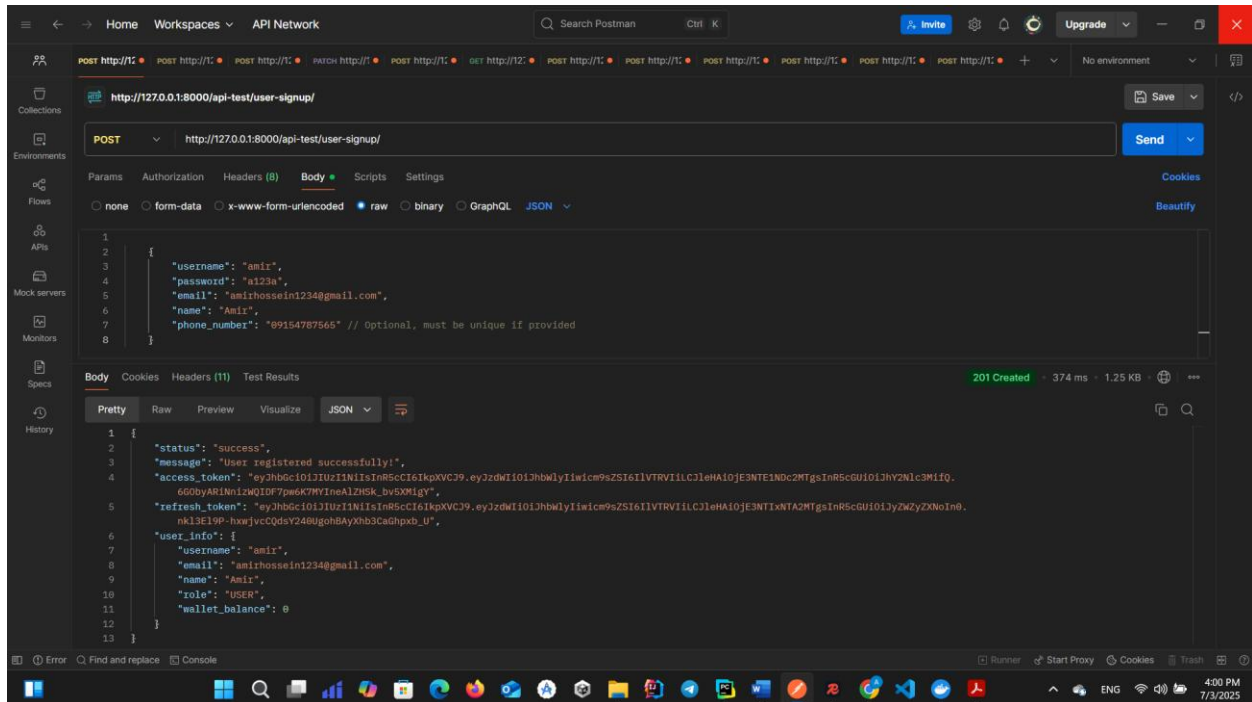 Home Workspaces API Network Search Postman Ctrl K Invite Upgrade
POST http://12 POST http://1: POST http://1: PATCH http://1 POST http://1: GET http://127. POST http://1: POST http://1: POST http://1: POST http://1: POST http://1: POST http://1: No environment
http://127.0.0.1:8000/api-test/user-signup/ Save
POST http://127.0.0.1:8000/api-test/user-signup/ Send
Collections
Environments
Flows
APIs
Mock servers
Monitors
Specs
History
Params Authorization Headers (8) Body Scripts Settings Cookies
none form-data x-www-form-urlencoded raw binary GraphQL JSON Beautify
1
2 {
3 "username": "amir",
4 "password": "a123a",
5 "email": "amirhossein1234@gmail.com",
6 "name": "Amir",
7 "phone_number": "09154787565" // Optional, must be unique if provided
8 }
Body Cookies Headers (11) Test Results 201 Created 374 ms 1.25 KB
Pretty Raw Preview Visualize JSON
1 {
2 "status": "success",
3 "message": "User registered successfully!",
4 "access_token":
5 "refresh_token":
6 "user_info": {
7 "username": "amir",
8 "email": "amirhossein1234@gmail.com",
9 "name": "Amir",
10 "role": "USER",
11 "wallet_balance": 0
12 }
13 }
Error Find and replace Console Runner Start Proxy Cookies Trash
ENG 4:00 PM
7/3/2025